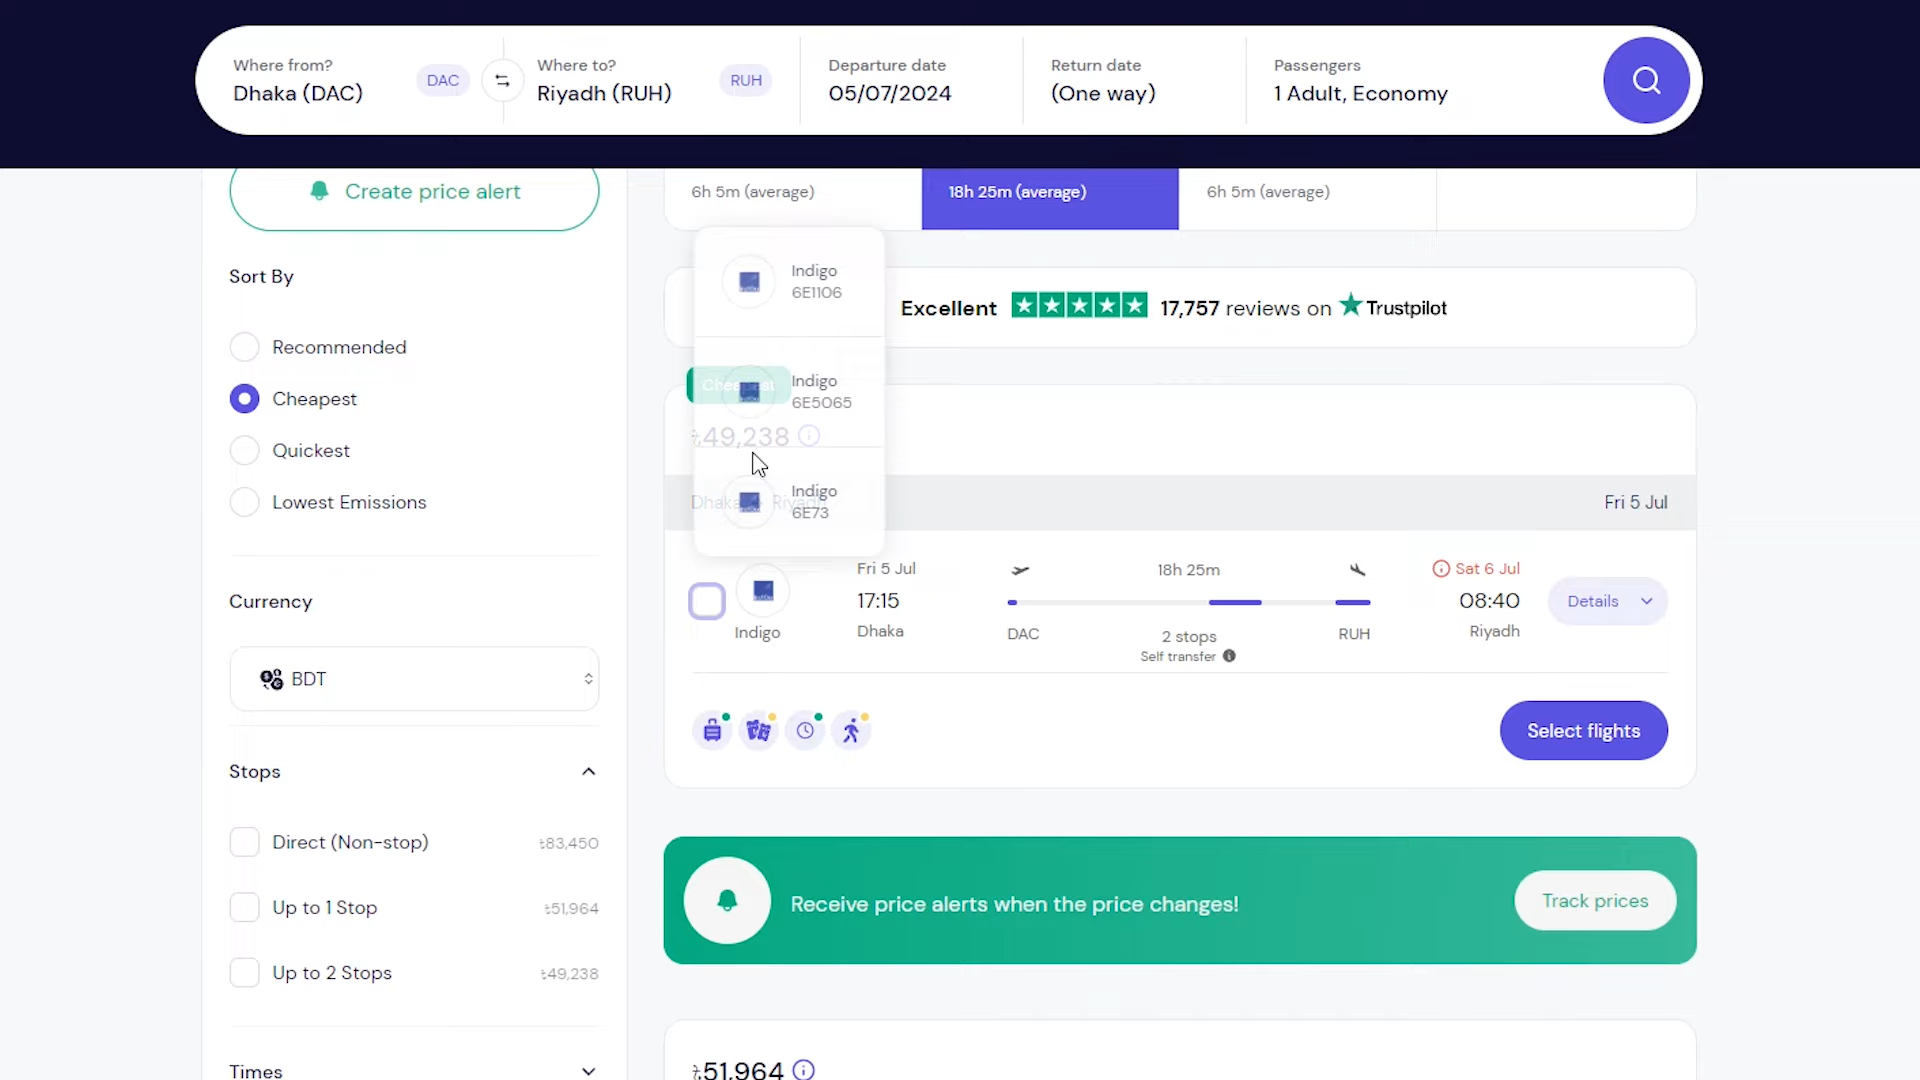 Where from?
Dhaka (DAC)
DAC
Where to?
Riyadh (RUH)
RUH
Departure date
05/07/2024
Return date
(One way)
Passengers
1 Adult, Economy
Create price alert
Sort By
Recommended
Cheapest
Quickest
Lowest Emissions
Currency
BDT
Stops
Direct (Non-stop) ৳83,450
Up to 1 Stop ৳51,964
Up to 2 Stops ৳49,238
Times
6h 5m (average)
18h 25m (average)
6h 5m (average)
Excellent 17,757 reviews on Trustpilot
Indigo
6E1106
Cheapest
Indigo
6E5065
৳49,238
Indigo
6E73
Dhaka Riyadh
Fri 5 Jul
Indigo
Fri 5 Jul
17:15
Dhaka
18h 25m
DAC
2 stops
Self transfer
RUH
Sat 6 Jul
08:40
Riyadh
Details
Select flights
Receive price alerts when the price changes!
Track prices
৳51,964